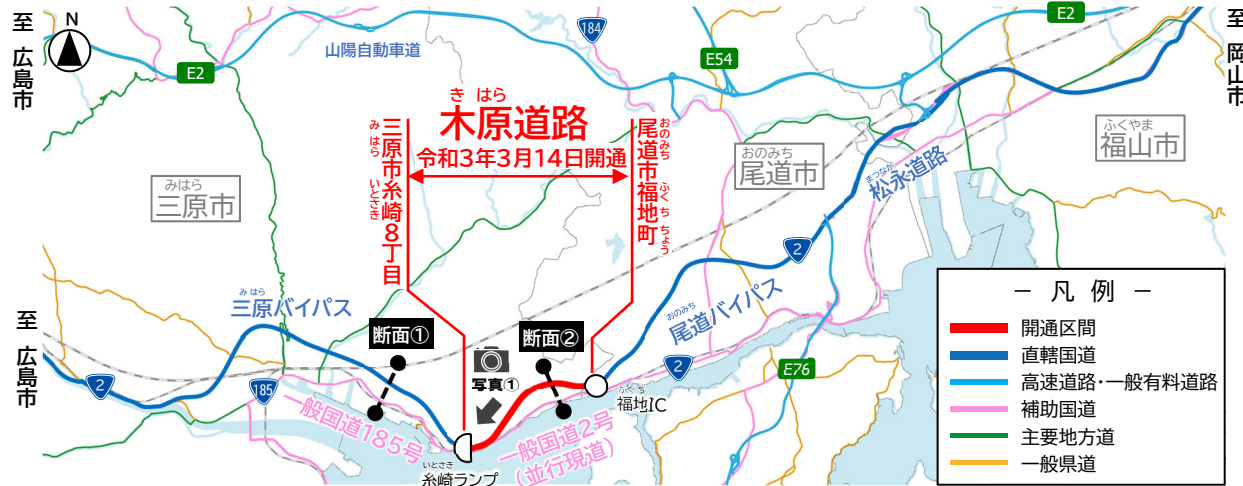 至 広島市
N
E2
山陽自動車道
184
E54
E2
至 岡山市
き はら
木原道路
令和3年3月14日開通
み はら いとさき
三原市糸崎8丁目
おのみち ふく ち ちょう
尾道市福地町
みはら
三原市
おのみち
尾道市
ふくやま
福山市
まつなが
松永道路
2
至 広島市
2
み はら
三原バイパス
185
一般国道185号
断面①
写真①
断面②
おのみち
尾道バイパス
2
E76
ふく ち
福地IC
一般国道2号
(並行現道)
いとさき
糸崎ランプ
- 凡 例 -
開通区間
直轄国道
高速道路・一般有料道路
補助国道
主要地方道
一般県道